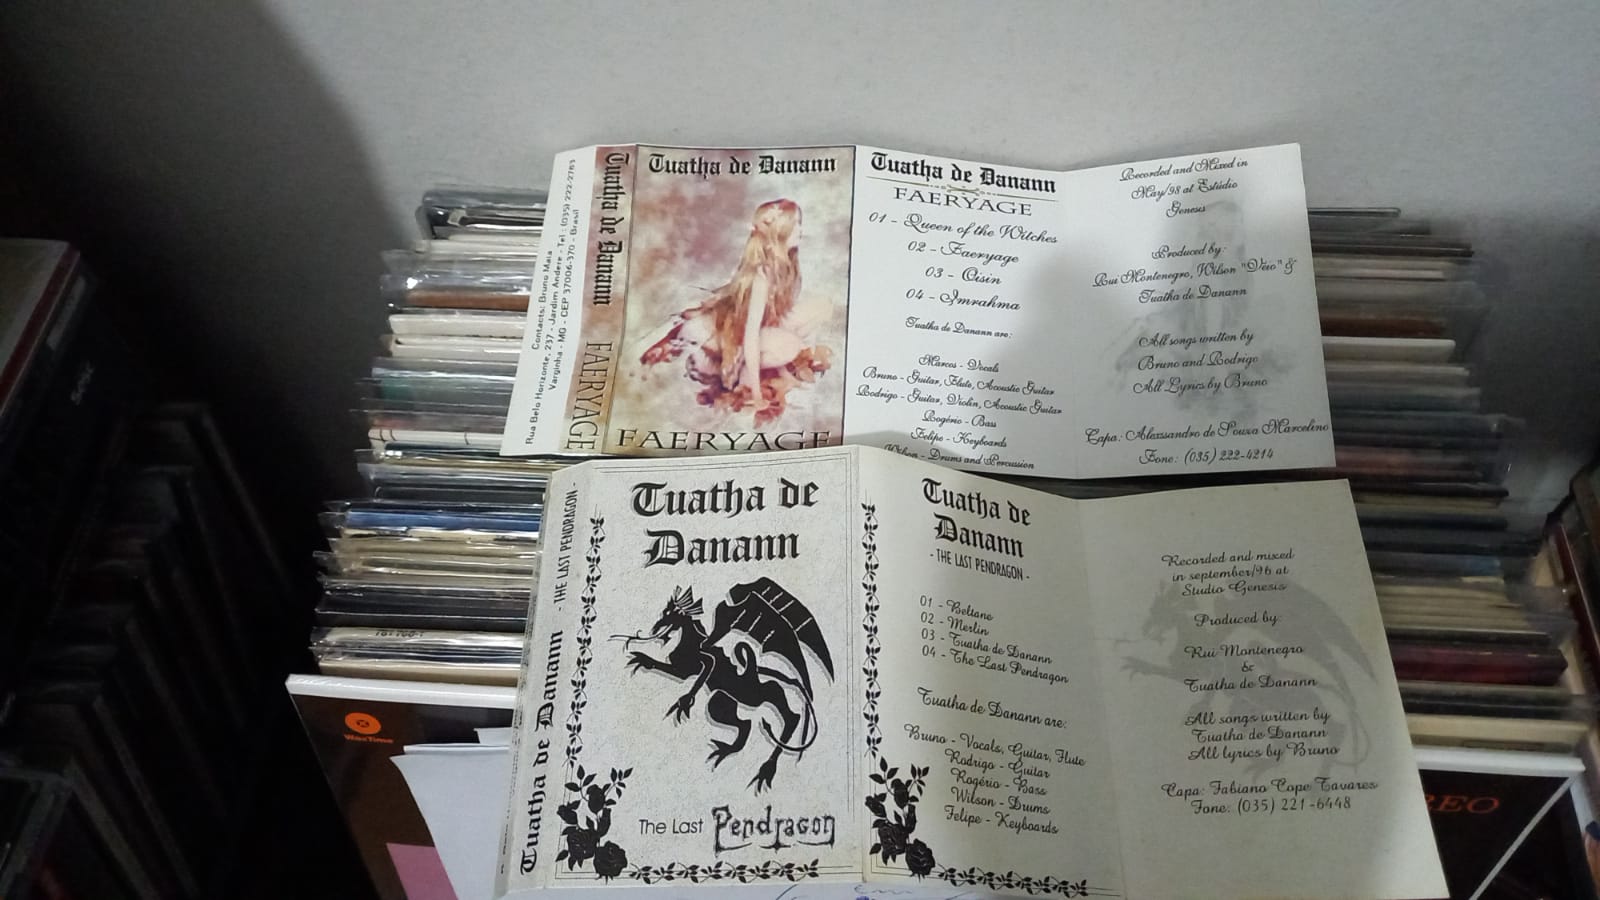 Contacts: Bruno Maia
Rua Belo Horizonte, 237 - Jardim Andere - Tel: (035) 222-2783
Varginha - MG - CEP 37006-370 - Brasil
Tuatha de Danann FAERYAGE
Tuatha de Danann
FAERYAGE
Tuatha de Danann
FAERYAGE
01 - Queen of the Witches
02 - Faeryage
03 - Oisin
04 - Imrahma
Tuatha de Danann are:
Marcos - Vocals
Bruno - Guitar, Flute, Acoustic Guitar
Rodrigo - Guitar, Violin, Acoustic Guitar
Rogério - Bass
Felipe - Keyboards
Wilson - Drums and Percussion
Recorded and Mixed in
May/98 at Estúdio
Genesis
Produced by:
Rui Montenegro, Wilson "Véio" &
Tuatha de Danann
All songs written by
Bruno and Rodrigo
All Lyrics by Bruno
Capa: Alexssandro de Souza Marcelino
Fone: (035) 222-4214
Tuatha de Danann - THE LAST PENDRAGON -
Tuatha de
Danann
The Last Pendragon
Tuatha de
Danann
- THE LAST PENDRAGON -
01 - Beltane
02 - Merlin
03 - Tuatha de Danann
04 - The Last Pendragon
Tuatha de Danann are:
Bruno - Vocals, Guitar, Flute
Rodrigo - Guitar
Rogério - Bass
Wilson - Drums
Felipe - Keyboards
Recorded and mixed
in september/96 at
Studio Genesis
Produced by:
Rui Montenegro
&
Tuatha de Danann
All songs written by
Tuatha de Danann
All lyrics by Bruno
Capa: Fabiano Cope Tavares
Fone: (035) 221-6448
WaxTime
REO